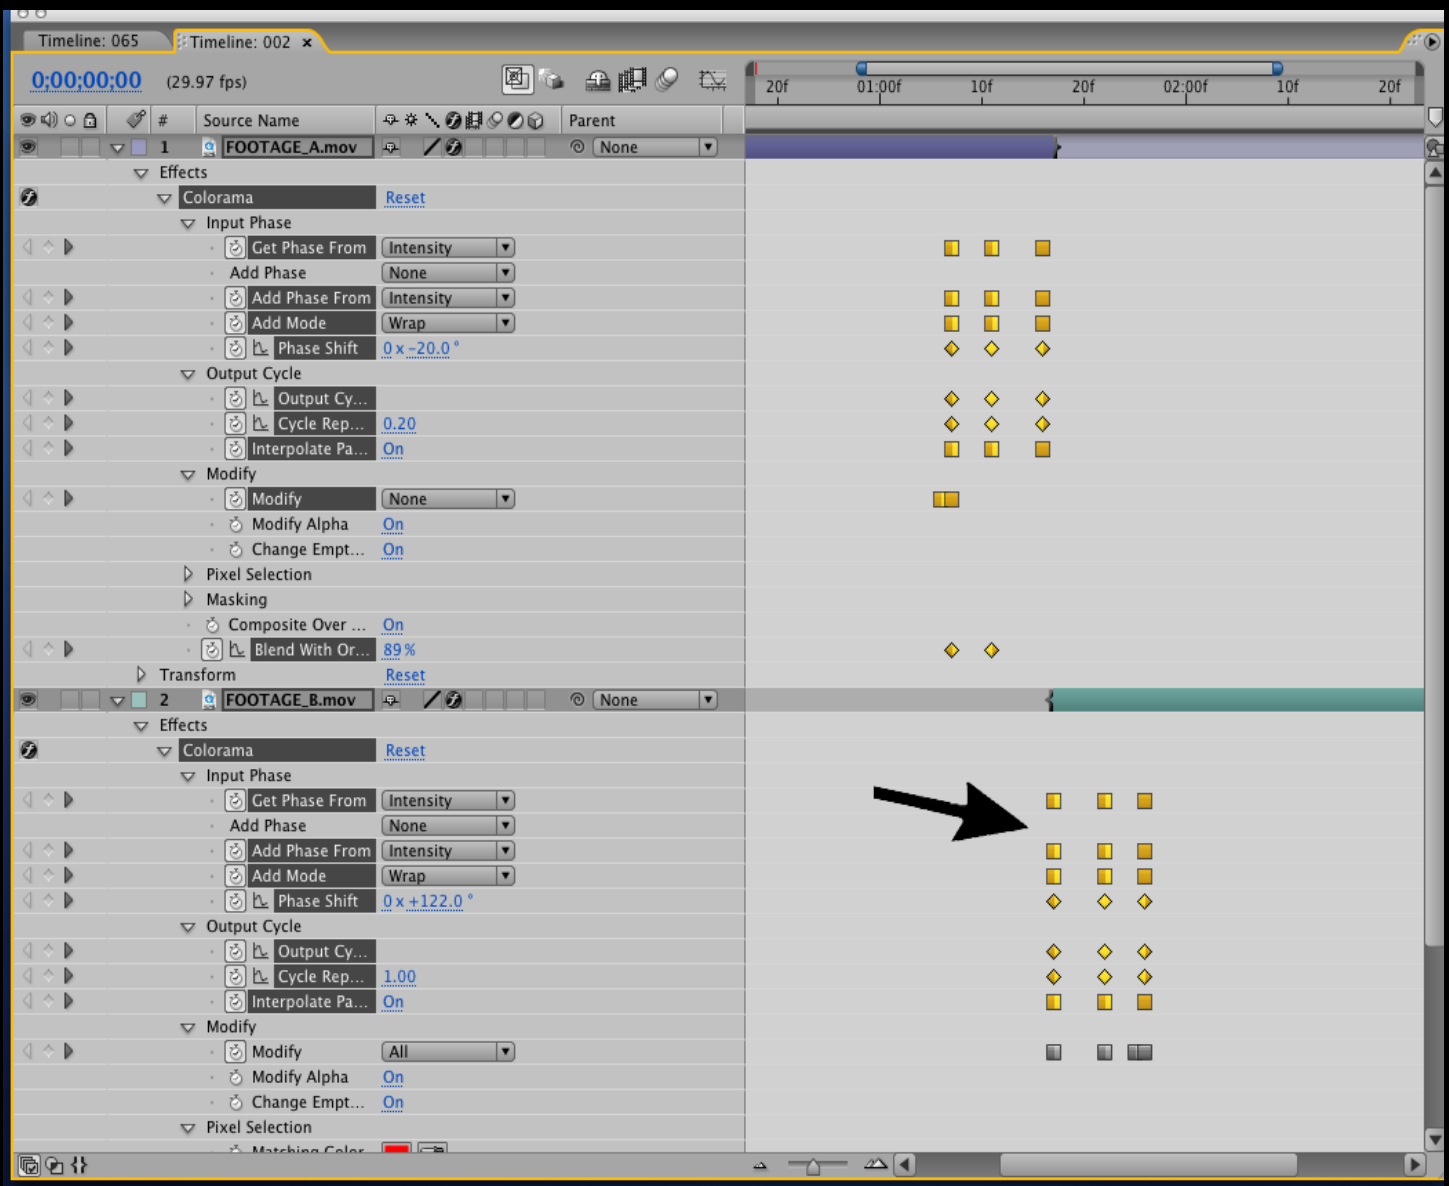 Timeline: 065 Timeline: 002 ×
0;00;00;00 (29.97 fps)
20f 01:00f 10f 20f 02:00f 10f 20f
# Source Name Parent
1 FOOTAGE_A.mov None
Effects
Colorama Reset
Input Phase
Get Phase From Intensity
Add Phase None
Add Phase From Intensity
Add Mode Wrap
Phase Shift 0 x -20.0 °
Output Cycle
Output Cy...
Cycle Rep... 0.20
Interpolate Pa... On
Modify
Modify None
Modify Alpha On
Change Empt... On
Pixel Selection
Masking
Composite Over ... On
Blend With Or... 89 %
Transform Reset
2 FOOTAGE_B.mov None
Effects
Colorama Reset
Input Phase
Get Phase From Intensity
Add Phase None
Add Phase From Intensity
Add Mode Wrap
Phase Shift 0 x +122.0 °
Output Cycle
Output Cy...
Cycle Rep... 1.00
Interpolate Pa... On
Modify
Modify All
Modify Alpha On
Change Empt... On
Pixel Selection
Matching Color